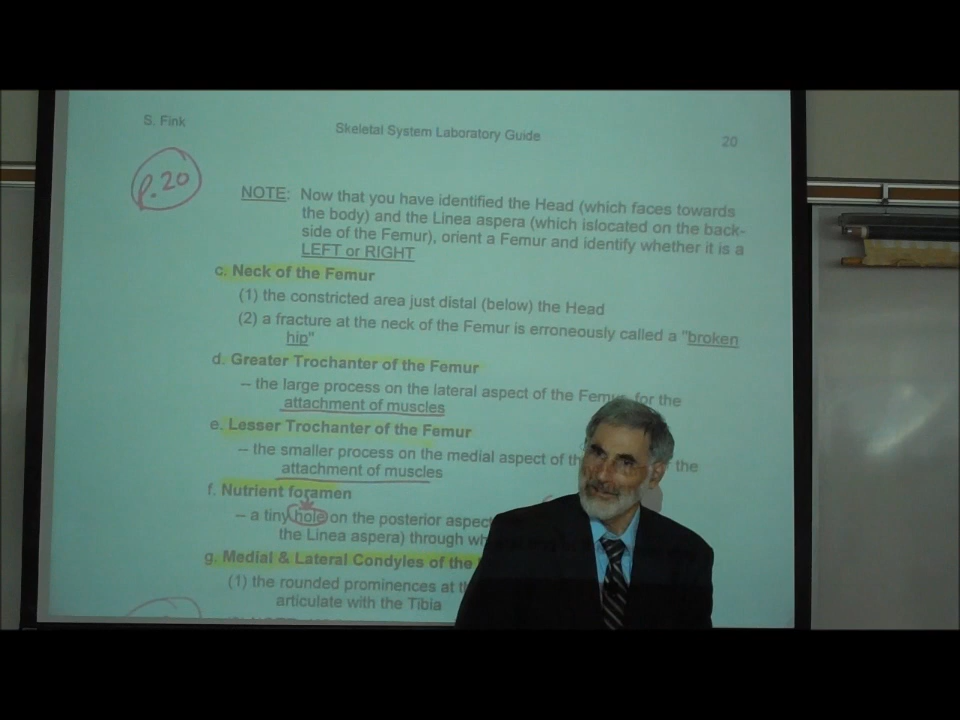 S. Fink
Skeletal System Laboratory Guide
20
p.20
NOTE: Now that you have identified the Head (which faces towards
the body) and the Linea aspera (which islocated on the back-
side of the Femur), orient a Femur and identify whether it is a
LEFT or RIGHT
c. Neck of the Femur
(1) the constricted area just distal (below) the Head
(2) a fracture at the neck of the Femur is erroneously called a "broken
hip"
d. Greater Trochanter of the Femur
-- the large process on the lateral aspect of the Femur for the
attachment of muscles
e. Lesser Trochanter of the Femur
-- the smaller process on the medial aspect of the
attachment of muscles
f. Nutrient foramen
-- a tiny hole on the posterior aspect
the Linea aspera) through
g. Medial & Lateral Condyles of the
(1) the rounded prominences at
articulate with the Tibia